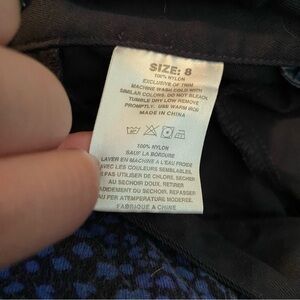 SIZE: 8
100% NYLON
EXCLUSIVE OF TRIM
MACHINE WASH COLD WITH
SIMILAR COLORS. DO NOT BLEACH
TUMBLE DRY LOW REMOVE
PROMPTLY. USE WARM IRON
MADE IN CHINA
100% NYLON
SAUF LA BORDURE
LAVER EN MACHINE A L'EAU FROIDE
AVEC LES COULEURS SEMBLABLES.
PAS UTILISER DE CHLORE. SECHER
AU SECHOIR DOUX. RETIRER
RAPIDEMENT DU SECHOIR. REPASSER
AU FER ATEMPERATURE MODEREE.
FABRIQUE A CHINE